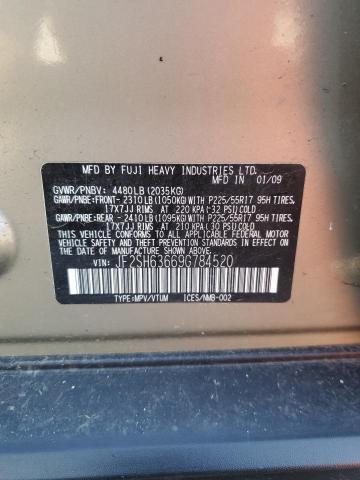 MFD BY FUJI HEAVY INDUSTRIES LTD.
MFD IN 01/09
GVWR/PNBV: 4480LB (2035KG)
GAWR/PNBE:FRONT- 2310LB(1050KG)WITH P225/55R17 95H TIRES,
17X7JJ RIMS AT 220 KPA(-32 PSI)COLD
GAWR/PNBE:REAR - 2410LB(1095KG)WITH P225/55R17 95H TIRES,
17X7JJ RIMS AT 210 KPA(-30 PSI)COLD
THIS VEHICLE CONFORMS TO ALL APPLICABLE FEDERAL MOTOR
VEHICLE SAFETY AND THEFT PREVENTION STANDARDS IN EFFECT
ON THE DATE OF MANUFACTURE SHOWN ABOVE.
VIN: JF2SH63669G784520
TYPE:MPV/VTUM ICES/NMB-002